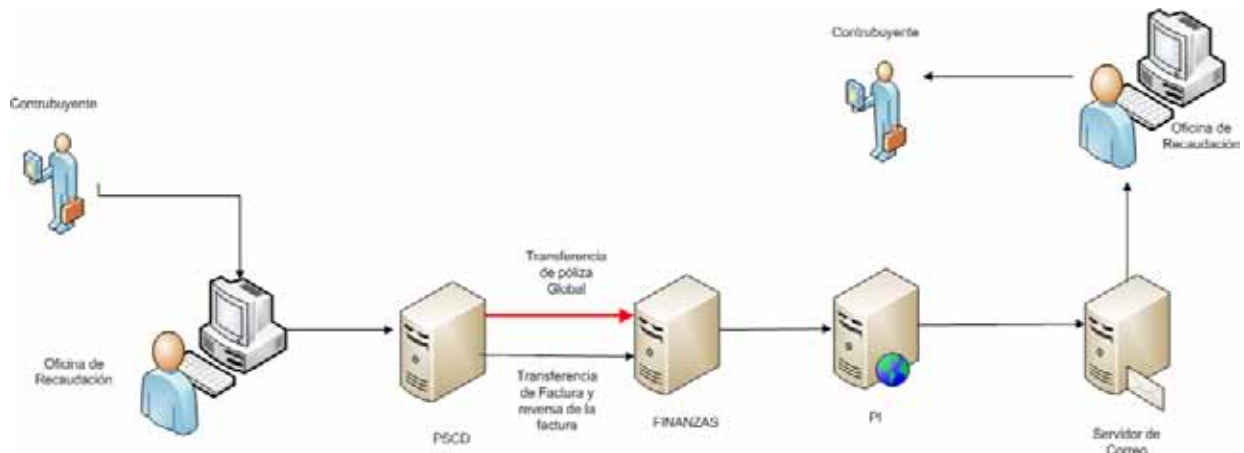 Contrubuyente
Contrubuyente
Oficina de
Recaudación
Transferencia
de póliza
Global
Oficina de
Recaudación
Transferencia
de Factura y
reversa de la
factura
PSCD
FINANZAS
PI
Servidor de
Correo